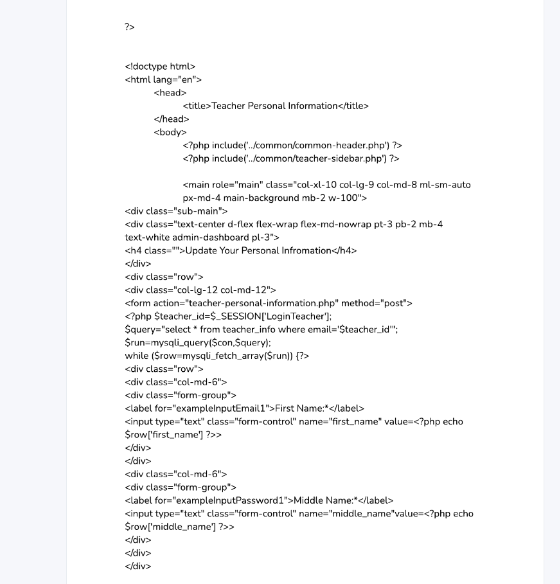 ?>
<!doctype html>
<html lang="en">
<head>
<title>Teacher Personal Information</title>
</head>
<body>
<?php include('../common/common-header.php') ?>
<?php include('../common/teacher-sidebar.php') ?>
<main role="main" class="col-xl-10 col-lg-9 col-md-8 ml-sm-auto
px-md-4 main-background mb-2 w-100">
<div class="sub-main">
<div class="text-center d-flex flex-wrap flex-md-nowrap pt-3 pb-2 mb-4
text-white admin-dashboard pl-3">
<h4 class="">Update Your Personal Infromation</h4>
</div>
<div class="row">
<div class="col-lg-12 col-md-12">
<form action="teacher-personal-information.php" method="post">
<?php $teacher_id=$_SESSION['LoginTeacher'];
$query="select * from teacher_info where email='$teacher_id'";
$run=mysqli_query($con,$query);
while ($row=mysqli_fetch_array($run)) {?>
<div class="row">
<div class="col-md-6">
<div class="form-group">
<label for="exampleInputEmail1">First Name:*</label>
<input type="text" class="form-control" name="first_name" value=<?php echo
$row['first_name'] ?>>
</div>
</div>
<div class="col-md-6">
<div class="form-group">
<label for="exampleInputPassword1">Middle Name:*</label>
<input type="text" class="form-control" name="middle_name"value=<?php echo
$row['middle_name'] ?>>
</div>
</div>
</div>